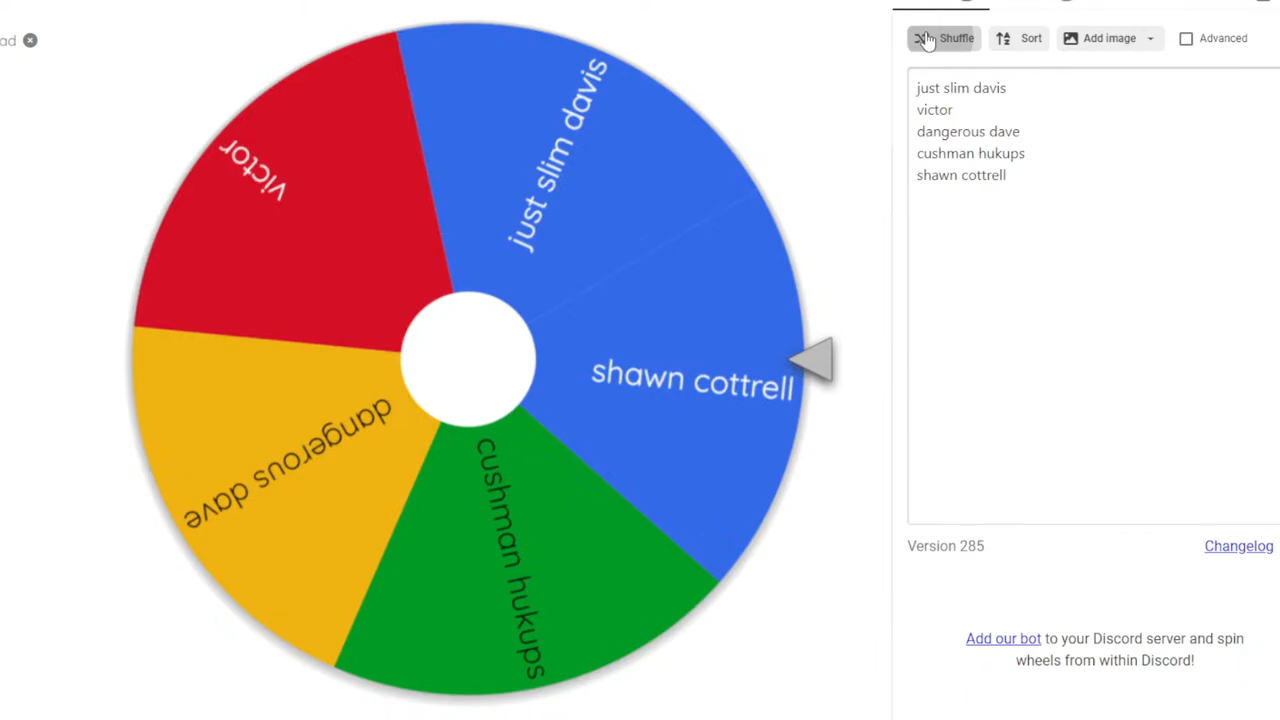 ad
Shuffle
Sort
Add image
Advanced
just slim davis
victor
dangerous dave
cushman hukups
shawn cottrell
victor
just slim davis
shawn cottrell
dangerous dave
cushman hukups
Version 285
Changelog
Add our bot to your Discord server and spin
wheels from within Discord!